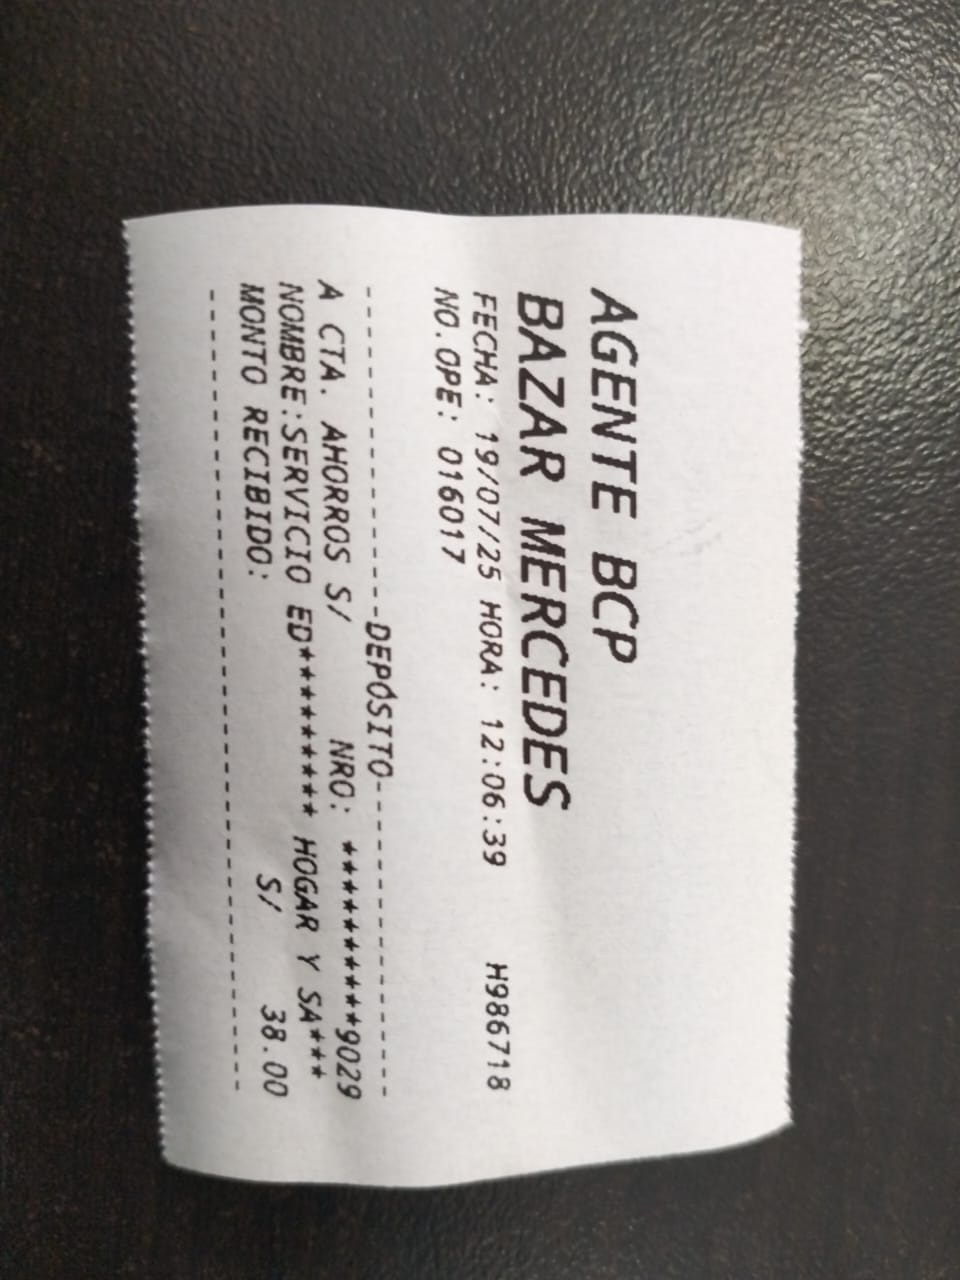 AGENTE BCP
BAZAR MERCEDES
FECHA: 19/07/25 HORA: 12:06:39 H986718
NO.OPE: 016017
--------------------DEPÓSITO--------------------
A CTA. AHORROS S/ NRO: **********9029
NOMBRE:SERVICIO ED********* HOGAR Y SA***
MONTO RECIBIDO: S/ 38.00
------------------------------------------------